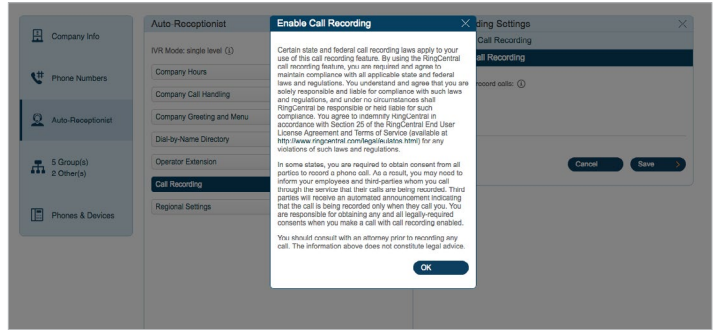 Company Info
Phone Numbers
Auto-Receptionist
5 Group(s)
2 Other(s)
Phones & Devices
Auto-Receptionist
IVR Mode: single level
Company Hours
Company Call Handling
Company Greeting and Menu
Dial-by-Name Directory
Operator Extension
Call Recording
Regional Settings
Enable Call Recording
Certain state and federal call recording laws apply to your
use of this call recording feature. By using the RingCentral
call recording feature, you are required and agree to
maintain compliance with all applicable state and federal
laws and regulations. You understand and agree that you are
solely responsible and liable for compliance with such laws
and regulations, and under no circumstances shall
RingCentral be responsible or held liable for such
compliance. You agree to indemnify RingCentral in
accordance with Section 25 of the RingCentral End User
License Agreement and Terms of Service (available at
http://www.ringcentral.com/legal/eulatos.html) for any
violations of such laws and regulations.
In some states, you are required to obtain consent from all
parties to record a phone call. As a result, you may need to
inform your employees and third-parties whom you call
through the service that their calls are being recorded. Third
parties will receive an automated announcement indicating
that the call is being recorded only when they call you. You
are responsible for obtaining any and all legally-required
consents when you make a call with call recording enabled.
You should consult with an attorney prior to recording any
call. The information above does not constitute legal advice.
OK
ding Settings
Call Recording
all Recording
record calls:
Cancel
Save